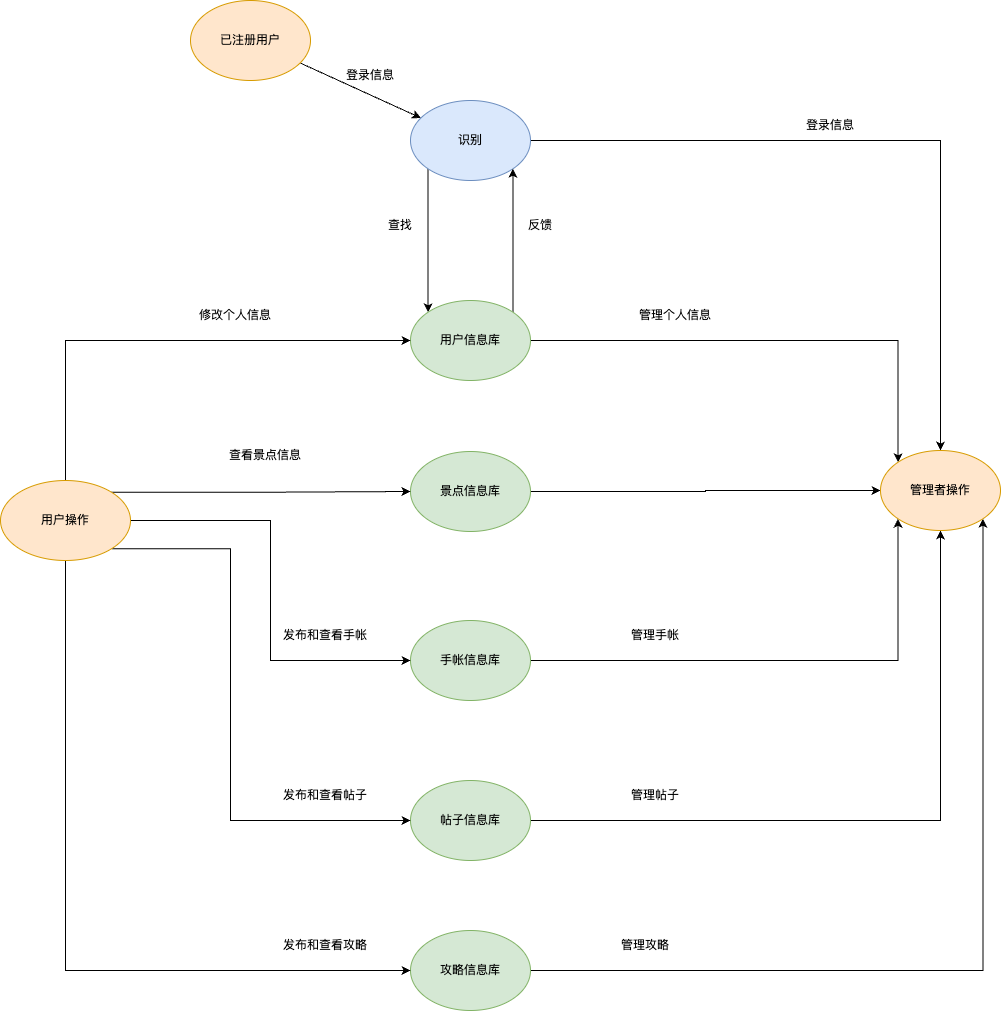 已注册用户
登录信息
识别
登录信息
查找
反馈
修改个人信息
用户信息库
管理个人信息
查看景点信息
景点信息库
管理者操作
用户操作
发布和查看手帐
手帐信息库
管理手帐
发布和查看帖子
帖子信息库
管理帖子
发布和查看攻略
攻略信息库
管理攻略